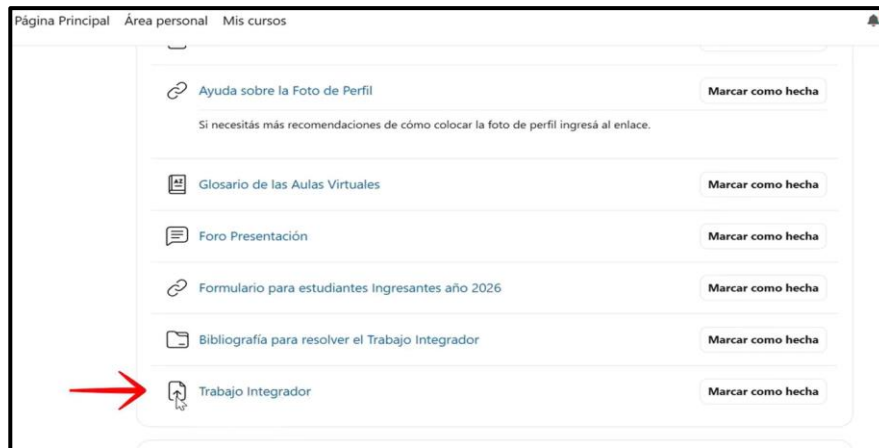 Página Principal Área personal Mis cursos
Ayuda sobre la Foto de Perfil Marcar como hecha
Si necesitás más recomendaciones de cómo colocar la foto de perfil ingresá al enlace.
Glosario de las Aulas Virtuales Marcar como hecha
Foro Presentación Marcar como hecha
Formulario para estudiantes Ingresantes año 2026 Marcar como hecha
Bibliografía para resolver el Trabajo Integrador Marcar como hecha
Trabajo Integrador Marcar como hecha